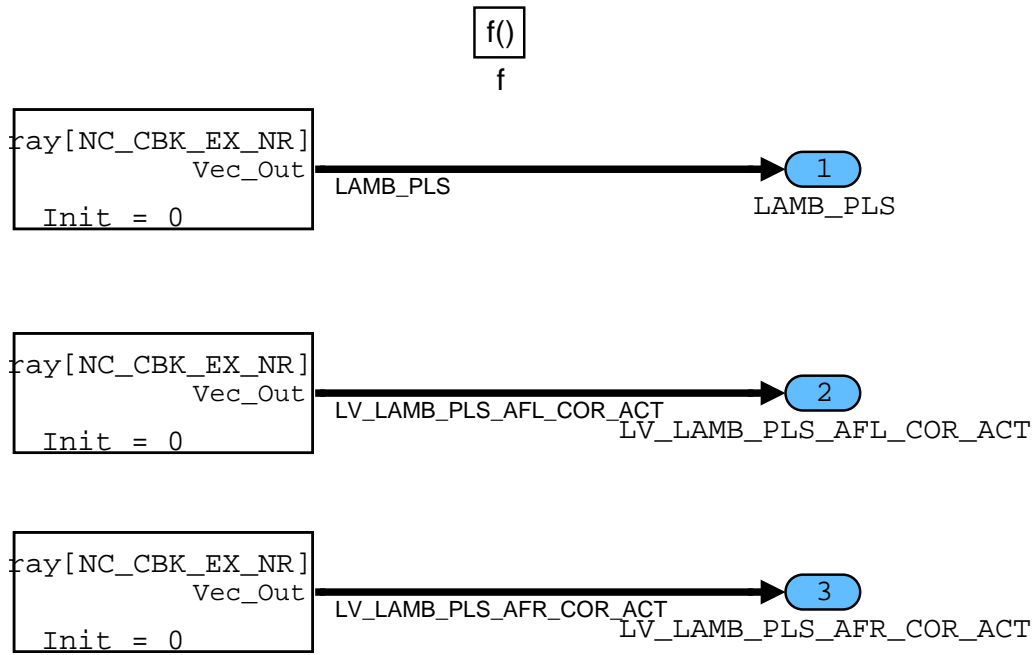 f()
f
ray[NC_CBK_EX_NR]
Vec_Out
Init = 0
LAMB_PLS
1
LAMB_PLS
ray[NC_CBK_EX_NR]
Vec_Out
Init = 0
LV_LAMB_PLS_AFL_COR_ACT
2
LV_LAMB_PLS_AFL_COR_ACT
ray[NC_CBK_EX_NR]
Vec_Out
Init = 0
LV_LAMB_PLS_AFR_COR_ACT
3
LV_LAMB_PLS_AFR_COR_ACT